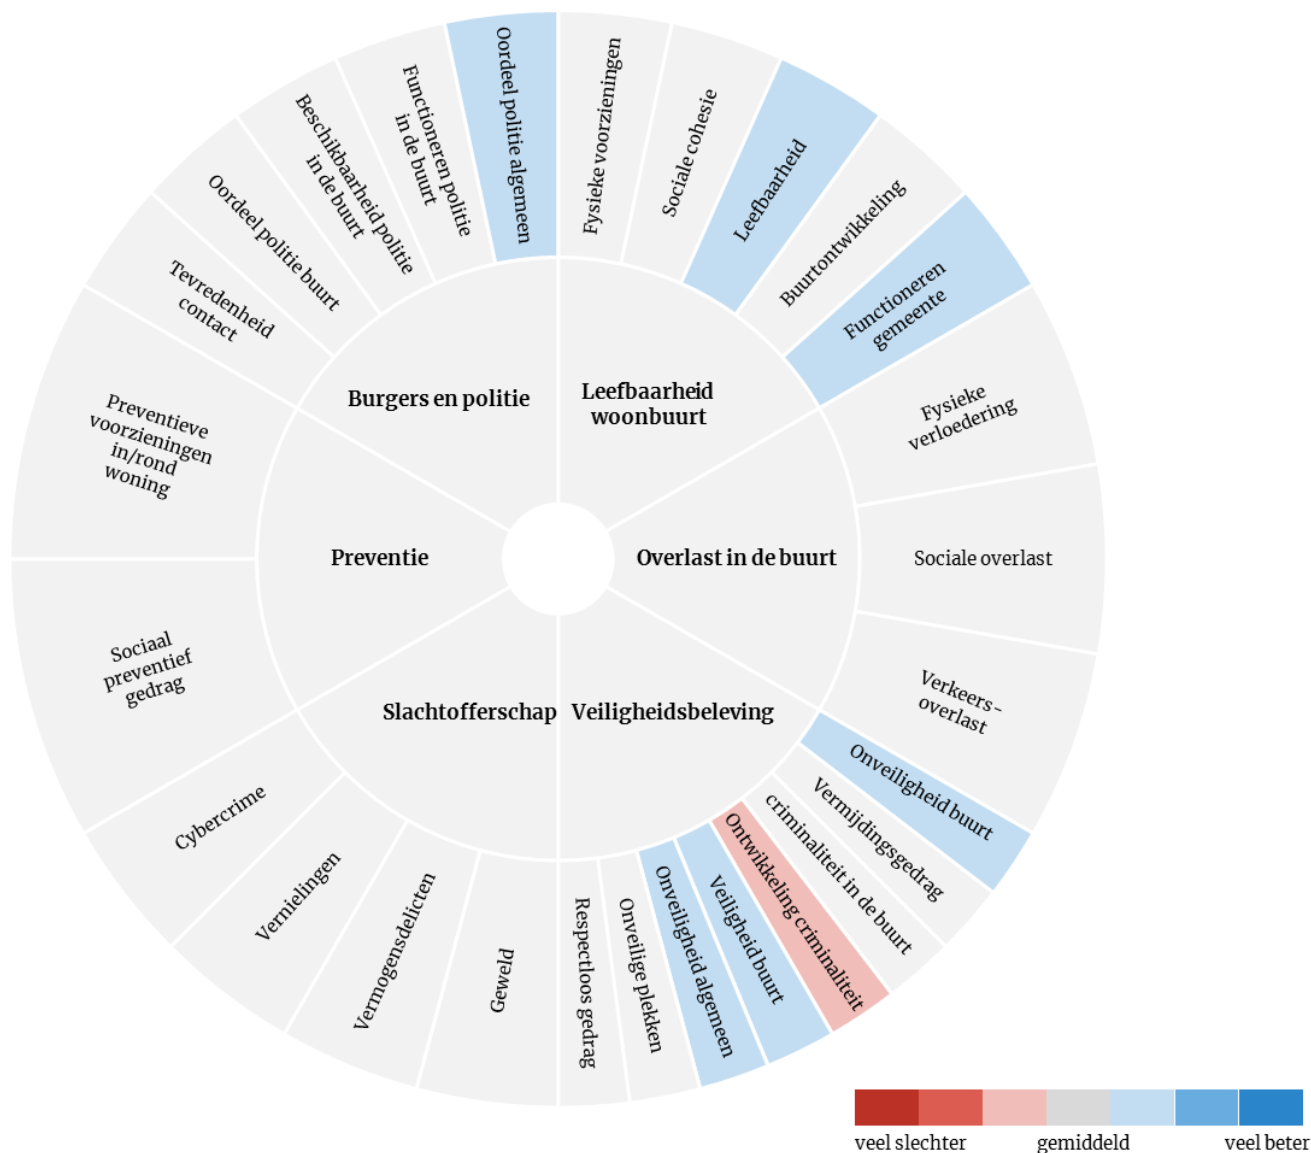 Oordeel politie algemeen
Fysieke voorzieningen
Sociale cohesie
Leefbaarheid
Buurtontwikkeling
Functioneren
gemeente
Fysieke
verloedering
Sociale overlast
Verkeers-
overlast
Onveiligheid buurt
Vermijdingsgedrag
criminaliteit in de buurt
Ontwikkeling criminaliteit
Veiligheid buurt
Onveiligheid algemeen
Onveilige plekken
Respectloos gedrag
Geweld
Vermogensdelicten
Vernielingen
Cybercrime
Sociaal
preventief
gedrag
Preventieve
voorzieningen
in/rond
woning
Tevredenheid
contact
Oordeel politie buurt
Beschikbaarheid politie
in de buurt
Functioneren politie
in de buurt
Burgers en politie
Leefbaarheid
woonbuurt
Preventie
Overlast in de buurt
Slachtofferschap
Veiligheidsbeleving
veel slechter
gemiddeld
veel beter